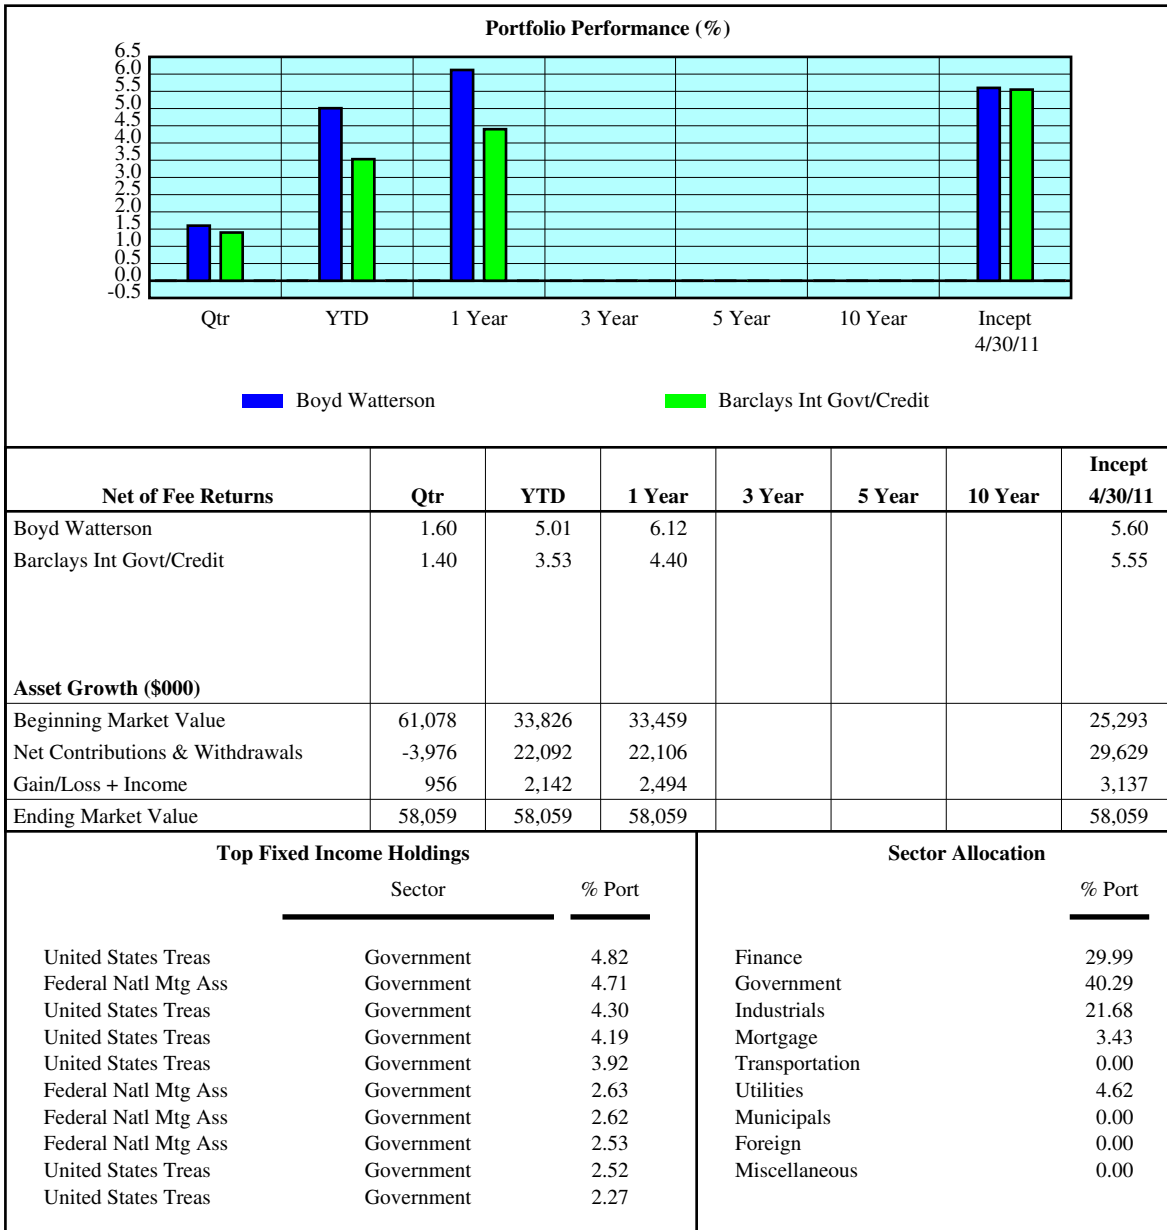 Portfolio Performance (%)
6.5
6.0
5.5
5.0
4.5
4.0
3.5
3.0
2.5
2.0
1.5
1.0
0.5
0.0
-0.5
Qtr YTD 1 Year 3 Year 5 Year 10 Year Incept
4/30/11
Boyd Watterson Barclays Int Govt/Credit
Incept
Net of Fee Returns Qtr YTD 1 Year 3 Year 5 Year 10 Year 4/30/11
Boyd Watterson 1.60 5.01 6.12 5.60
Barclays Int Govt/Credit 1.40 3.53 4.40 5.55
Asset Growth ($000)
Beginning Market Value 61,078 33,826 33,459 25,293
Net Contributions & Withdrawals -3,976 22,092 22,106 29,629
Gain/Loss + Income 956 2,142 2,494 3,137
Ending Market Value 58,059 58,059 58,059 58,059
Top Fixed Income Holdings
Sector % Port
United States Treas Government 4.82
Federal Natl Mtg Ass Government 4.71
United States Treas Government 4.30
United States Treas Government 4.19
United States Treas Government 3.92
Federal Natl Mtg Ass Government 2.63
Federal Natl Mtg Ass Government 2.62
Federal Natl Mtg Ass Government 2.53
United States Treas Government 2.52
United States Treas Government 2.27
Sector Allocation
% Port
Finance 29.99
Government 40.29
Industrials 21.68
Mortgage 3.43
Transportation 0.00
Utilities 4.62
Municipals 0.00
Foreign 0.00
Miscellaneous 0.00